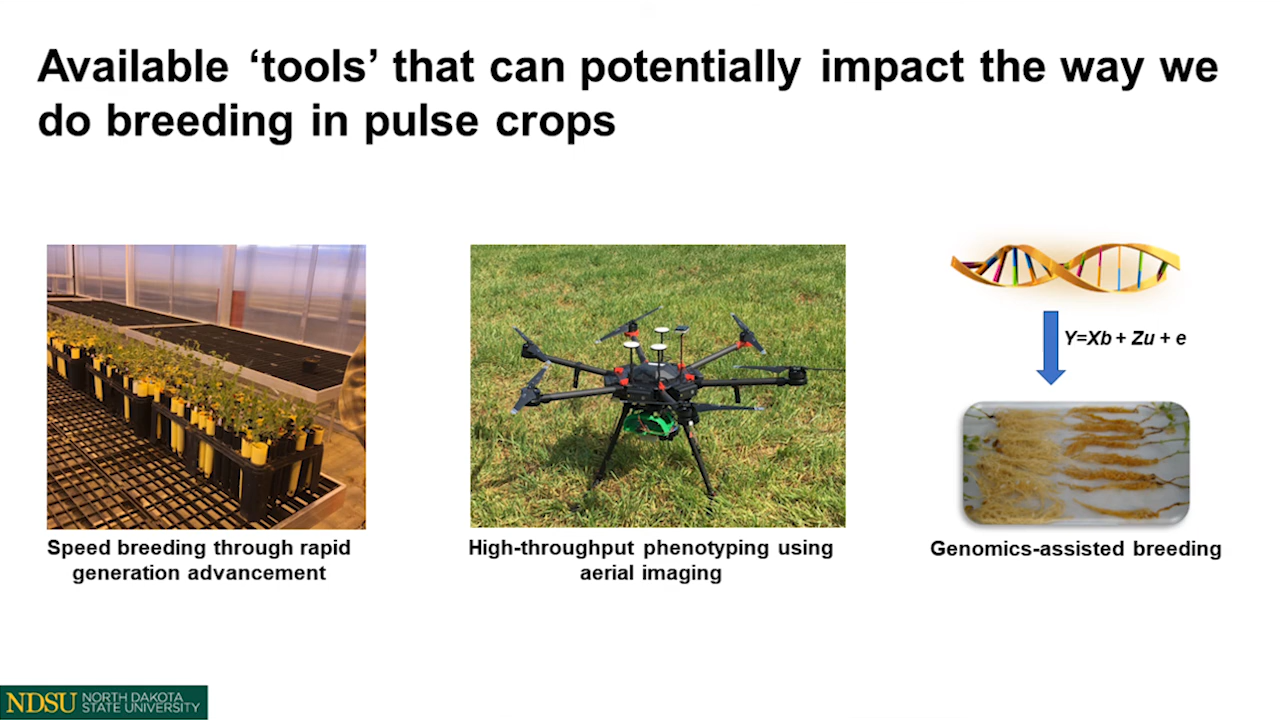 Available ‘tools’ that can potentially impact the way we
do breeding in pulse crops
Y=Xb + Zu + e
Speed breeding through rapid
generation advancement
High-throughput phenotyping using
aerial imaging
Genomics-assisted breeding
NDSU NORTH DAKOTA
STATE UNIVERSITY